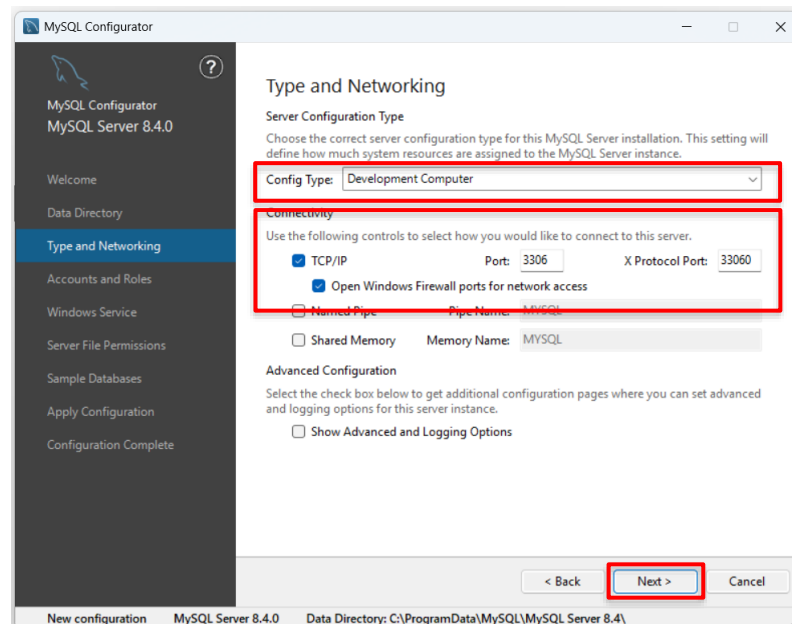 MySQL Configurator
?
MySQL Configurator
MySQL Server 8.4.0
Welcome
Data Directory
Type and Networking
Accounts and Roles
Windows Service
Server File Permissions
Sample Databases
Apply Configuration
Configuration Complete
Type and Networking
Server Configuration Type
Choose the correct server configuration type for this MySQL Server installation. This setting will
define how much system resources are assigned to the MySQL Server instance.
Config Type: Development Computer
Connectivity
Use the following controls to select how you would like to connect to this server.
TCP/IP Port: 3306 X Protocol Port: 33060
Open Windows Firewall ports for network access
Named Pipe Pipe Name: MYSQL
Shared Memory Memory Name: MYSQL
Advanced Configuration
Select the check box below to get additional configuration pages where you can set advanced
and logging options for this server instance.
Show Advanced and Logging Options
< Back Next > Cancel
New configuration MySQL Server 8.4.0 Data Directory: C:\ProgramData\MySQL\MySQL Server 8.4\